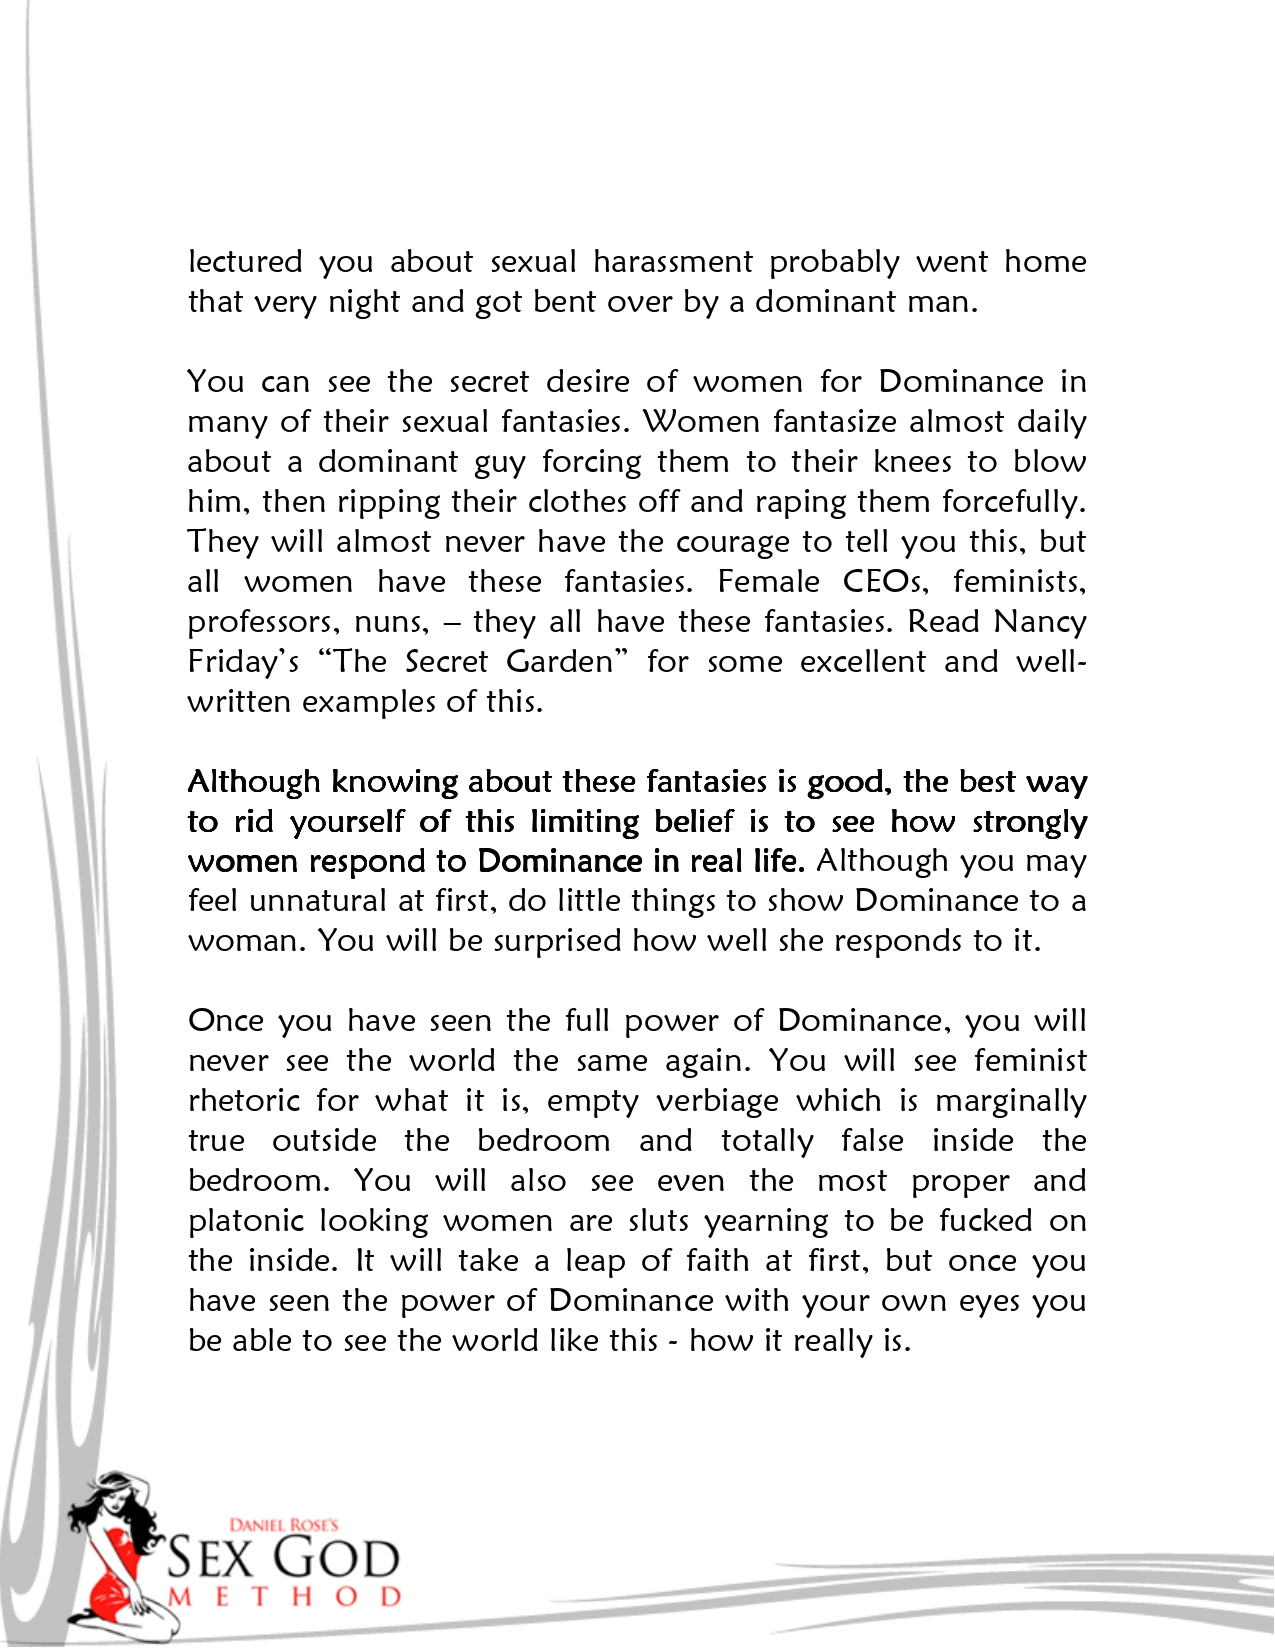 lectured you about sexual harassment probably went home
that very night and got bent over by a dominant man.
You can see the secret desire of women for Dominance in
many of their sexual fantasies. Women fantasize almost daily
about a dominant guy forcing them to their knees to blow
him, then ripping their clothes off and raping them forcefully.
They will almost never have the courage to tell you this, but
all women have these fantasies. Female CEOs, feminists,
professors, nuns, – they all have these fantasies. Read Nancy
Friday’s “The Secret Garden” for some excellent and well-
written examples of this.
Although knowing about these fantasies is good, the best way
to rid yourself of this limiting belief is to see how strongly
women respond to Dominance in real life. Although you may
feel unnatural at first, do little things to show Dominance to a
woman. You will be surprised how well she responds to it.
Once you have seen the full power of Dominance, you will
never see the world the same again. You will see feminist
rhetoric for what it is, empty verbiage which is marginally
true outside the bedroom and totally false inside the
bedroom. You will also see even the most proper and
platonic looking women are sluts yearning to be fucked on
the inside. It will take a leap of faith at first, but once you
have seen the power of Dominance with your own eyes you
be able to see the world like this - how it really is.
DANIEL ROSE'S
SEX GOD
METHOD